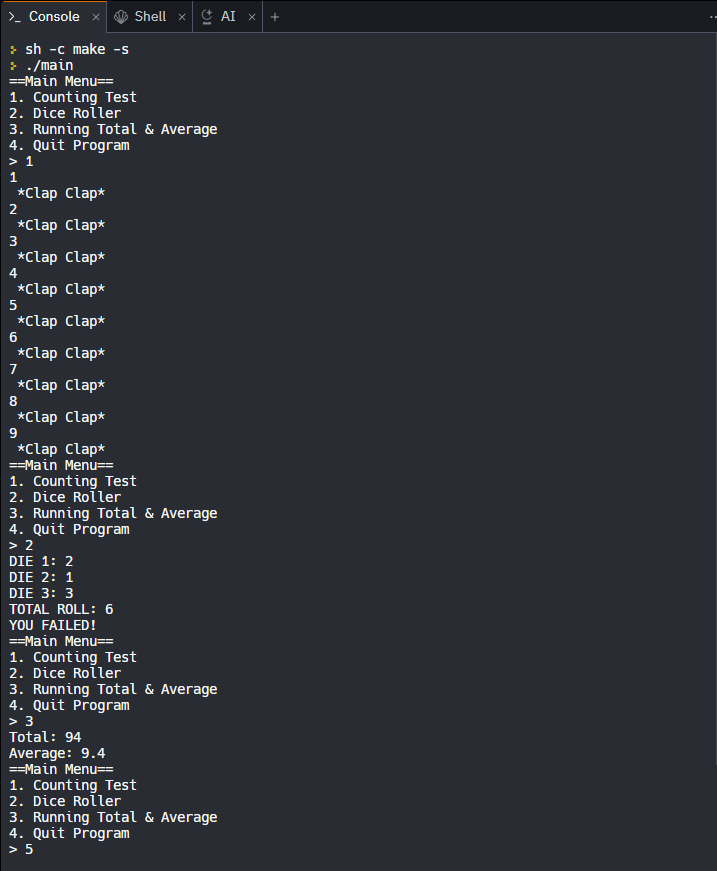 Console × Shell × AI × +
sh -c make -s
./main
==Main Menu==
1. Counting Test
2. Dice Roller
3. Running Total & Average
4. Quit Program
> 1
1
*Clap Clap*
2
*Clap Clap*
3
*Clap Clap*
4
*Clap Clap*
5
*Clap Clap*
6
*Clap Clap*
7
*Clap Clap*
8
*Clap Clap*
9
*Clap Clap*
==Main Menu==
1. Counting Test
2. Dice Roller
3. Running Total & Average
4. Quit Program
> 2
DIE 1: 2
DIE 2: 1
DIE 3: 3
TOTAL ROLL: 6
YOU FAILED!
==Main Menu==
1. Counting Test
2. Dice Roller
3. Running Total & Average
4. Quit Program
> 3
Total: 94
Average: 9.4
==Main Menu==
1. Counting Test
2. Dice Roller
3. Running Total & Average
4. Quit Program
> 5